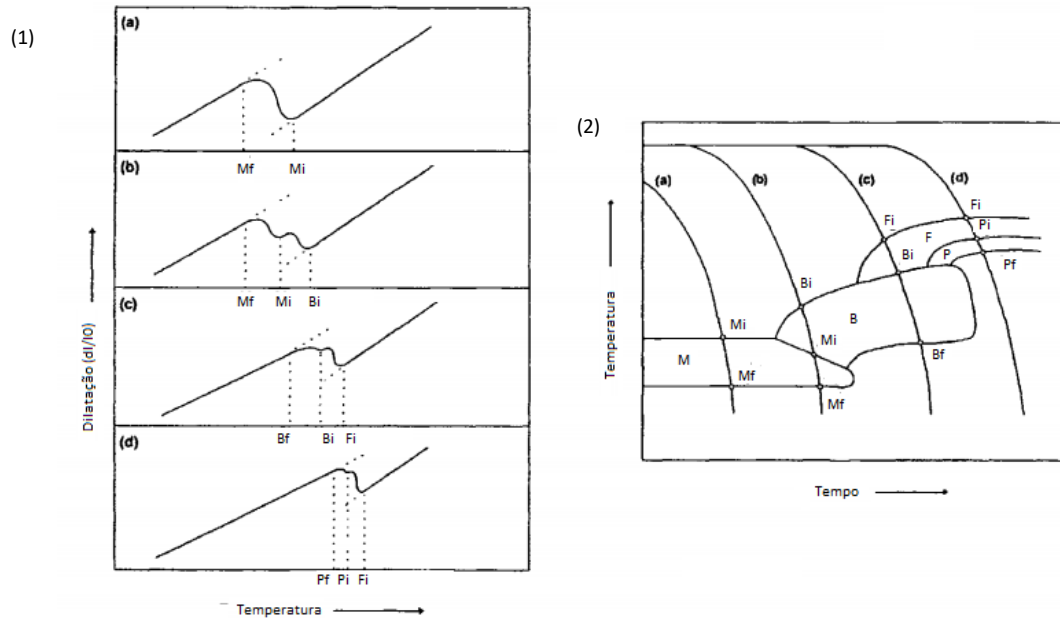 (1)
(a)
Mf Mi
(b)
Mf Mi Bi
(c)
Bf Bi Fi
(d)
Pf Pi Fi
Dilatação (dl/l0)
Temperatura
(2)
(a) (b) (c) (d)
Fi
Fi
F
Pi
Bi
P
Pf
Bi
B
Mi
Mi
Bf
M
Mf
Mf
Temperatura
Tempo